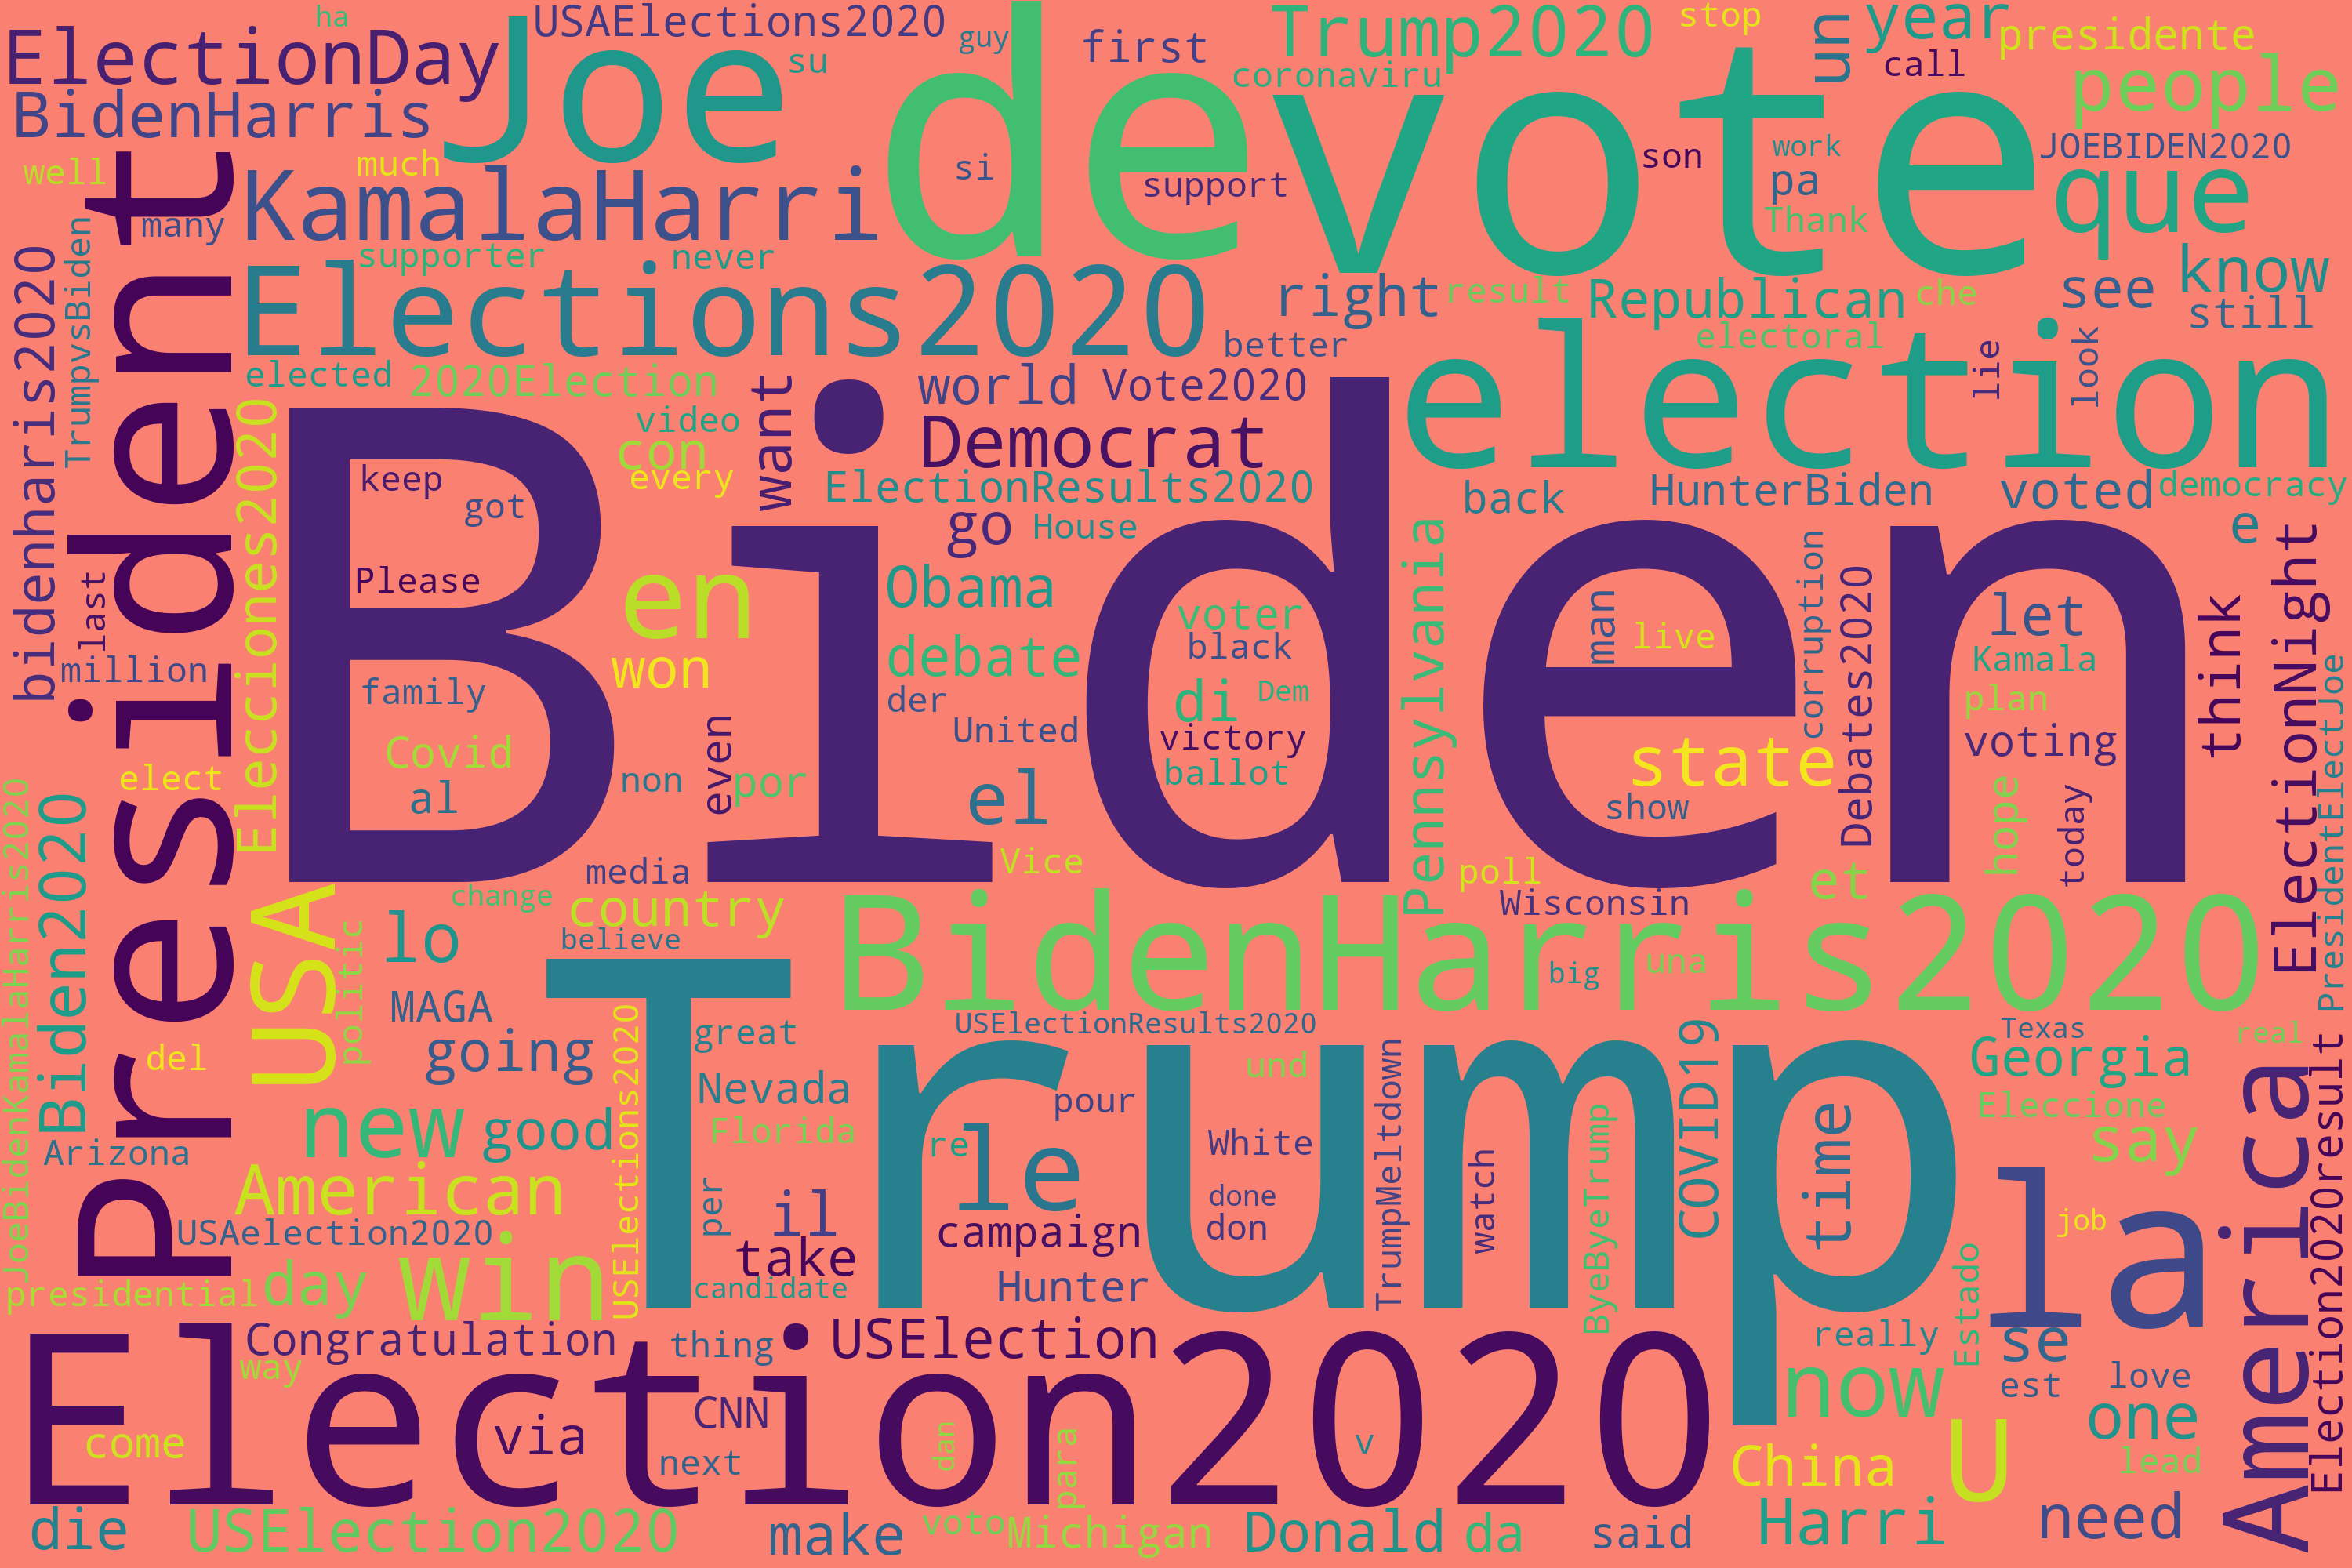 ha
USAElections2020
guy
first
Trump2020
stop
un
year
presidente
ElectionDay
Joe
su
de
coronaviru
vote
call
people
BidenHarris
well
much
si
support
son
work
JOEBIDEN2020
President
KamalaHarri
pa
que
many
Thank
bidenharris2020
TrumpvsBiden
supporter
never
Elections2020
right
result
Republican
che
see
know
still
better
electoral
lie
look
elected
2020Election
world
Vote2020
election
Elecciones2020
video
con
want
Democrat
Biden
keep
got
every
ElectionResults2020
back
HunterBiden
voted
democracy
go
House
e
last
Please
en
Obama
voter
Pennsylvania
man
corruption
Debates2020
let
think
ElectionNight
million
family
won
debate
black
live
Kamala
der
di
Dem
plan
PresidentElectJoe
United
victory
voting
elect
Covid
al
non
even
por
el
ballot
state
show
hope
today
JoeBidenKamalaHarris2020
Biden2020
media
Vice
poll
et
USA
change
country
Wisconsin
politic
lo
believe
BidenHarris2020
big
una
MAGA
Trump
great
USElectionResults2020
COVID19
Texas
real
del
going
USElections2020
Nevada
und
TrumpMeltdown
Georgia
Election2020result
new
good
Florida
pour
ByeByeTrump
time
Eleccione
America
Arizona
re
le
White
watch
say
American
per
il
done
la
job
USAelection2020
take
campaign
don
presidential
day
win
candidate
Hunter
Estado
Election2020
Congratulation
thing
USElection
really
se
way
now
est
love
come
via
CNN
next
dan
para
v
China
U
one
lead
die
USElection2020
make
voto
Michigan
Donald
da
said
Harri
need